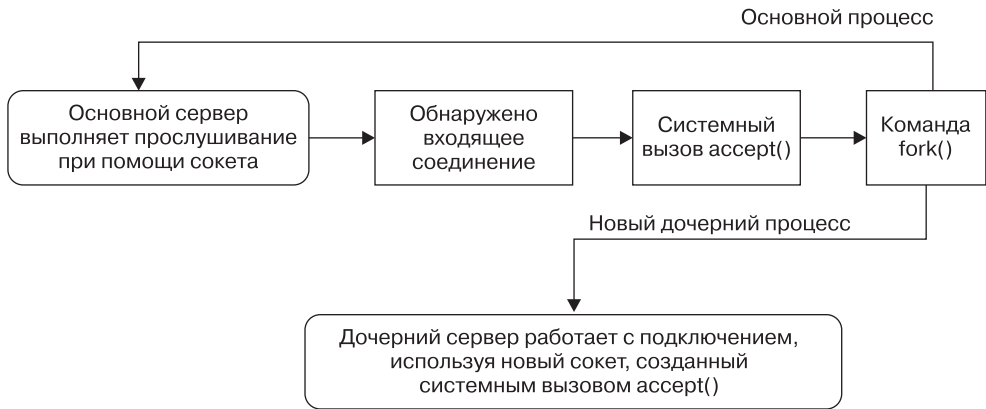 Основной процесс
Основной сервер
выполняет прослушивание
при помощи сокета
Обнаружено
входящее
соединение
Системный
вызов accept()
Команда
fork()
Новый дочерний процесс
Дочерний сервер работает с подключением,
используя новый сокет, созданный
системным вызовом accept()